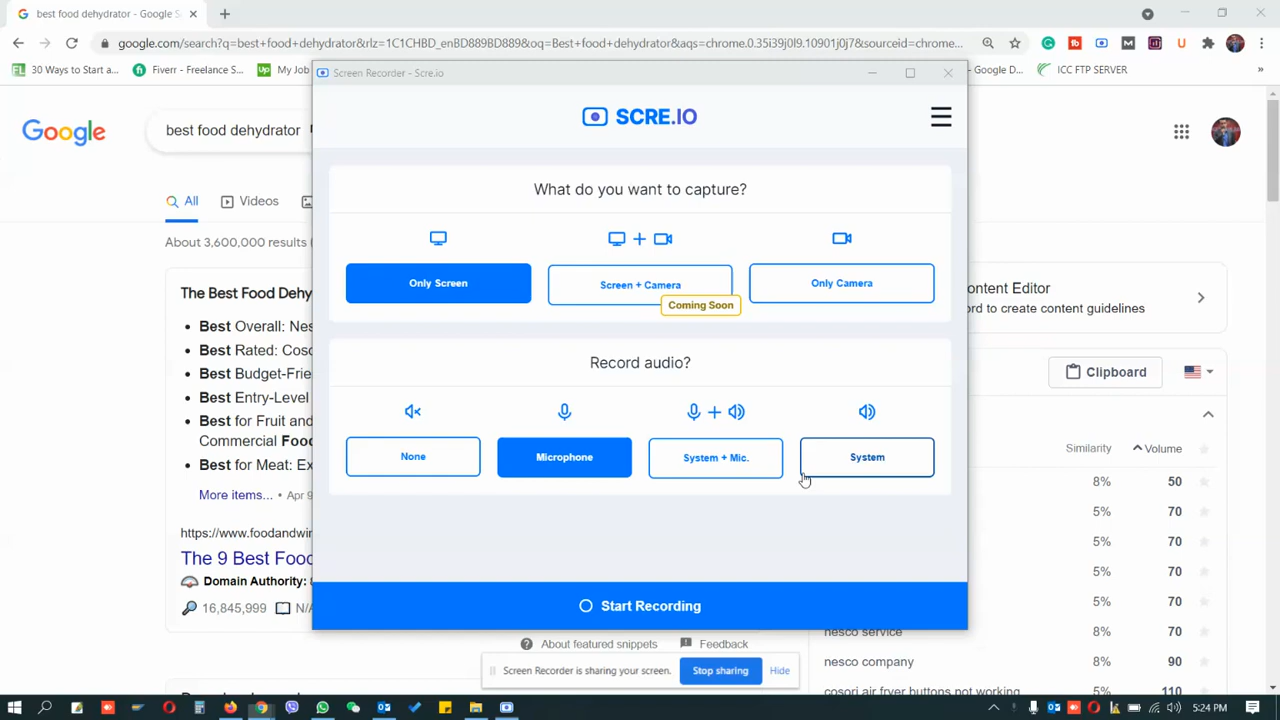 best food dehydrator - Google S
google.com/search?q=best+food+dehydrator&rlz=1C1CHBD_enBD889BD889&oq=Best+food+dehydrator&aqs=chrome.0.35i39j0l9.10901j0j7&sourceid=chrome...
30 Ways to Start a...
Fiverr - Freelance S...
My Job
- Google D...
ICC FTP SERVER
»
Screen Recorder - Scre.io
SCRE.IO
Google
best food dehydrator
All
Videos
About 3,600,000 results
What do you want to capture?
Only Screen
Screen + Camera
Coming Soon
Only Camera
Record audio?
None
Microphone
System + Mic.
System
Start Recording
The Best Food Dehy
Best Overall: Nes
Best Rated: Coso
Best Budget-Frie
Best Entry-Level
Best for Fruit and
Commercial Foo
Best for Meat: Ex
More items... • Apr 9
https://www.foodandwin
The 9 Best Food
Domain Authority:
16,845,999
N/A
About featured snippets
Feedback
ontent Editor
ord to create content guidelines
Clipboard
Similarity
Volume
8% 50
5% 70
5% 70
5% 70
5% 70
nesco service 8% 70
nesco company 8% 90
cosori air fryer buttons not working 5% 110
Screen Recorder is sharing your screen.
Stop sharing
Hide
5:24 PM